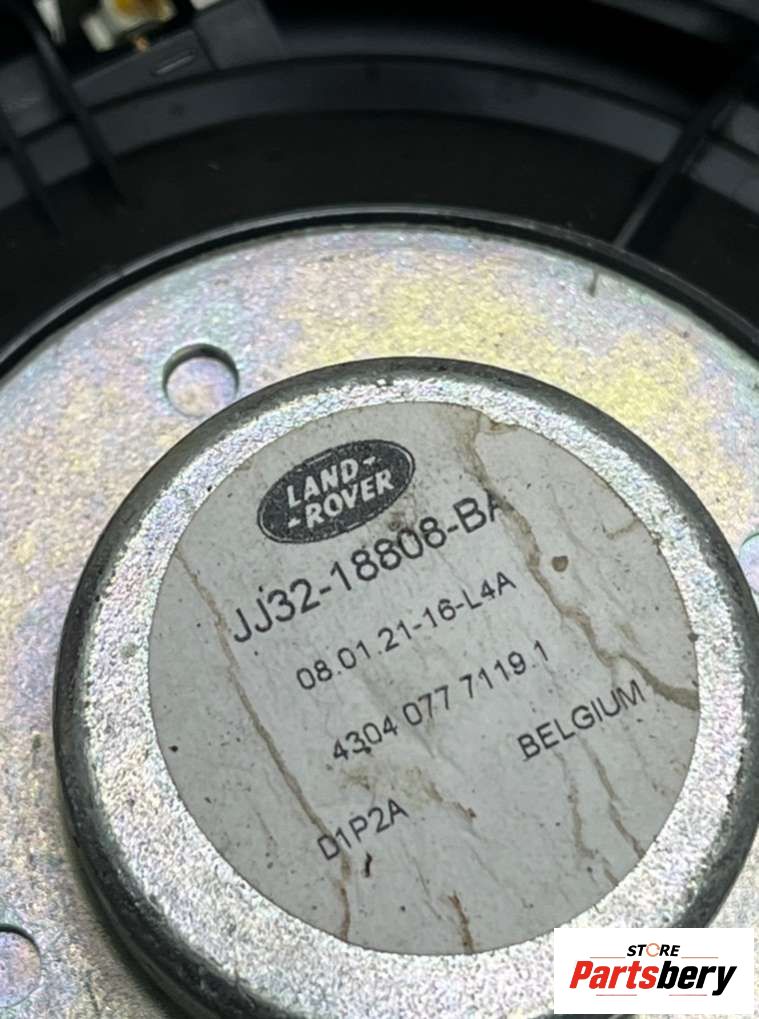 LAND-
-ROVER
JJ32-18808-BA
08.01.21-16-L4A
4304 077 7119.1
BELGIUM
D1P2A
STORE
Partsbery